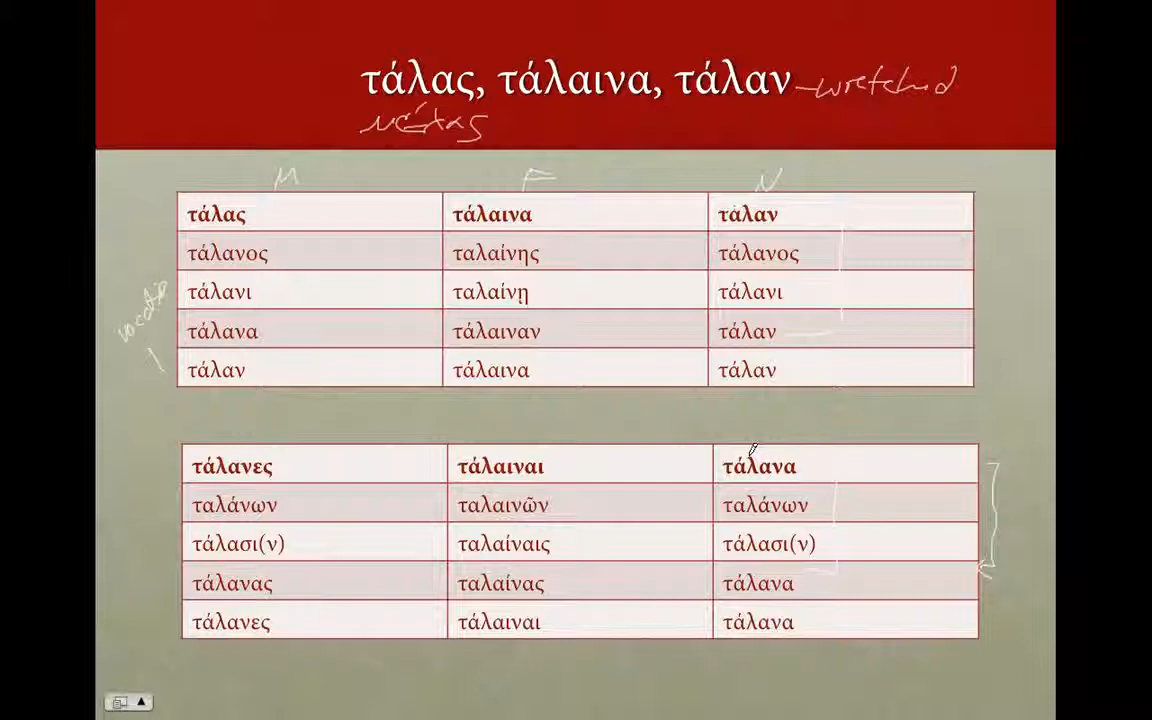 τάλας, τάλαινα, τάλαν –wretched
μέλας
M F N
τάλας τάλαινα τάλαν
τάλανος ταλαίνης τάλανος
τάλανι ταλαίνῃ τάλανι
τάλανα τάλαιναν τάλαν
τάλαν τάλαινα τάλαν
τάλανες τάλαιναι τάλανα
ταλάνων ταλαινῶν ταλάνων
τάλασι(ν) ταλαίναις τάλασι(ν)
τάλανας ταλαίνας τάλανα
τάλανες τάλαιναι τάλανα